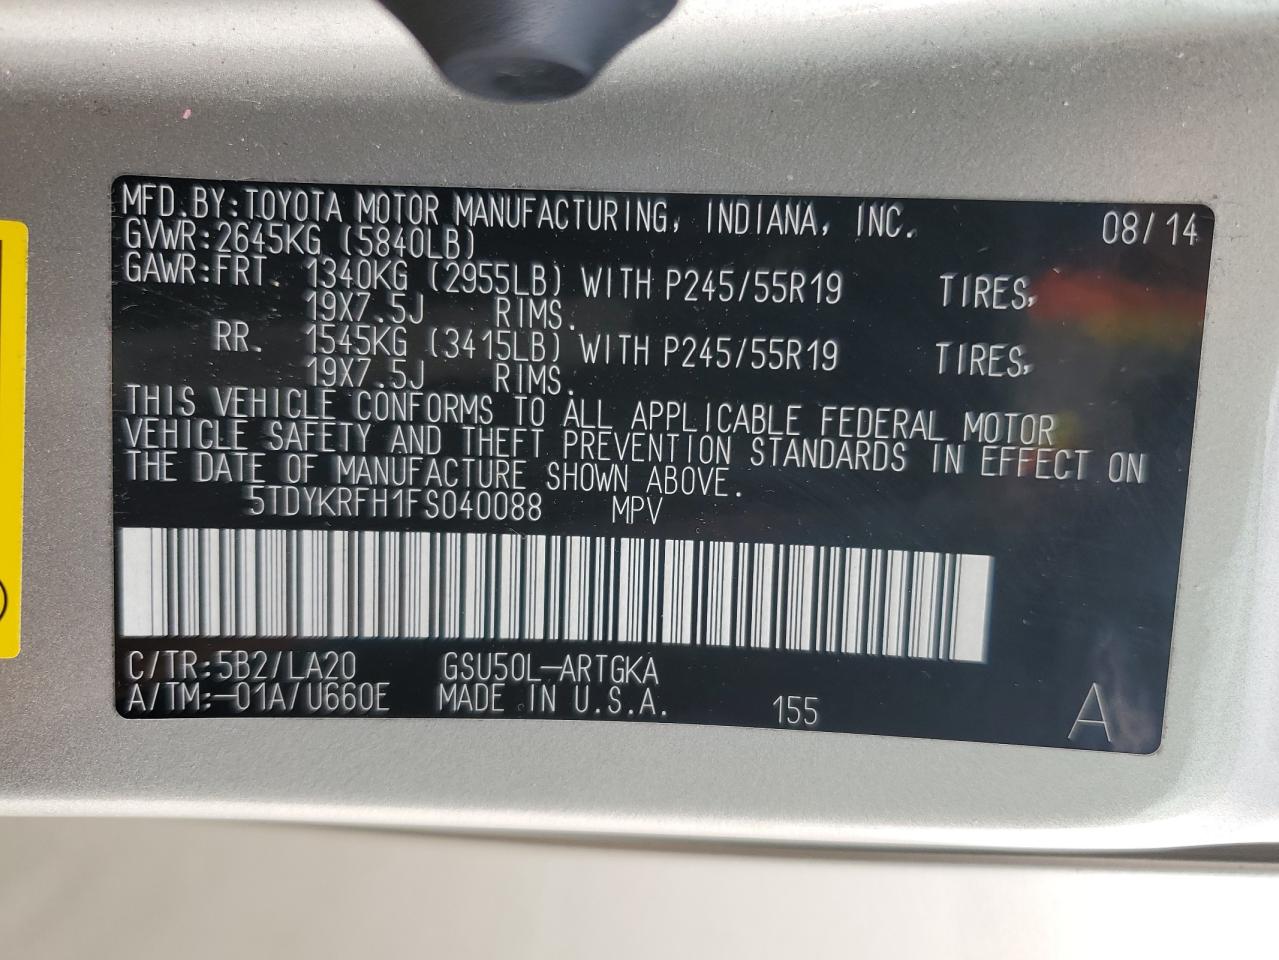 MFD.BY:TOYOTA MOTOR MANUFACTURING, INDIANA, INC. 08/14
GVWR:2645KG (5840LB)
GAWR:FRT. 1340KG (2955LB) WITH P245/55R19 TIRES,
19X7.5J RIMS.
RR. 1545KG (3415LB) WITH P245/55R19 TIRES,
19X7.5J RIMS.
THIS VEHICLE CONFORMS TO ALL APPLICABLE FEDERAL MOTOR
VEHICLE SAFETY AND THEFT PREVENTION STANDARDS IN EFFECT ON
THE DATE OF MANUFACTURE SHOWN ABOVE.
5TDYKRFH1FS040088 MPV
C/TR:5B2/LA20 GSU50L-ARTGKA
A/TM:-01A/U660E MADE IN U.S.A. 155 A